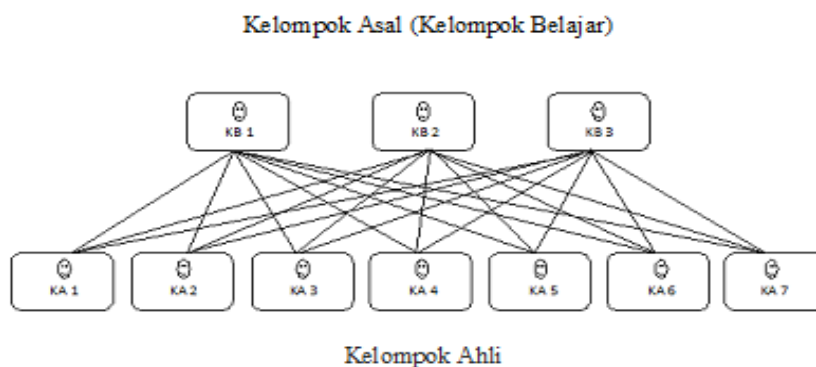 Kelompok Asal (Kelompok Belajar)
KB 1
KB 2
KB 3
KA 1
KA 2
KA 3
KA 4
KA 5
KA 6
KA 7
Kelompok Ahli